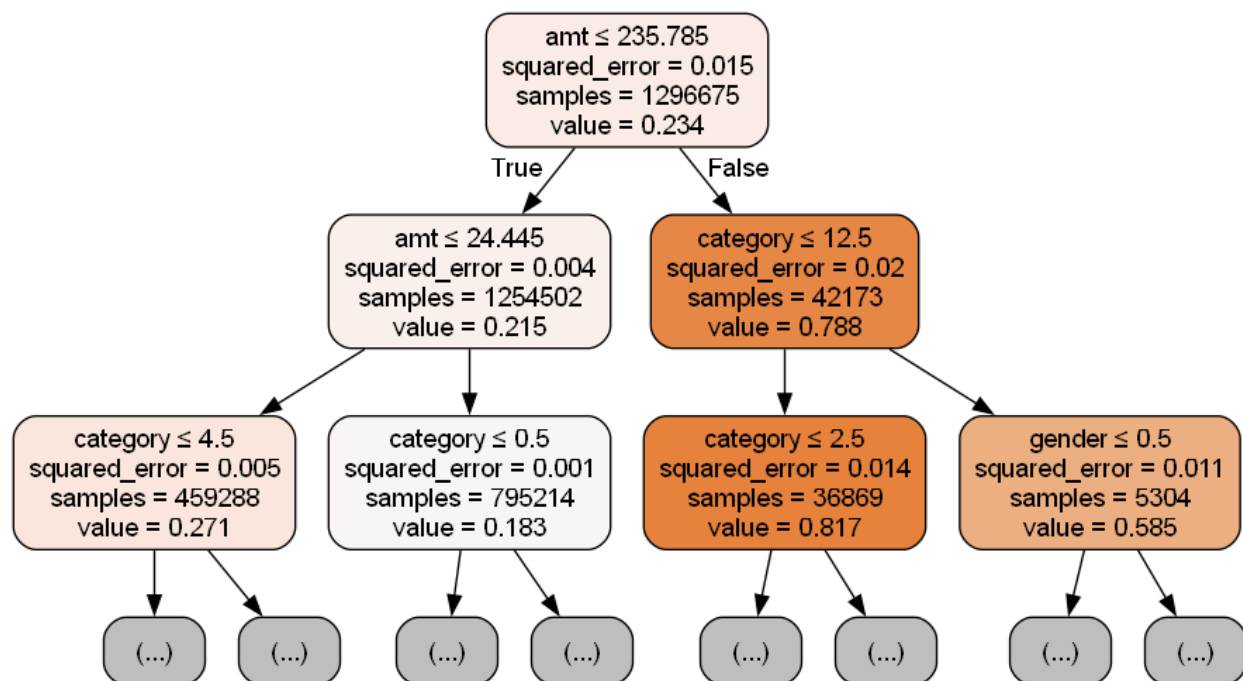 amt ≤ 235.785
squared_error = 0.015
samples = 1296675
value = 0.234
True
False
amt ≤ 24.445
squared_error = 0.004
samples = 1254502
value = 0.215
category ≤ 12.5
squared_error = 0.02
samples = 42173
value = 0.788
category ≤ 4.5
squared_error = 0.005
samples = 459288
value = 0.271
category ≤ 0.5
squared_error = 0.001
samples = 795214
value = 0.183
category ≤ 2.5
squared_error = 0.014
samples = 36869
value = 0.817
gender ≤ 0.5
squared_error = 0.011
samples = 5304
value = 0.585
(...)
(...)
(...)
(...)
(...)
(...)
(...)
(...)